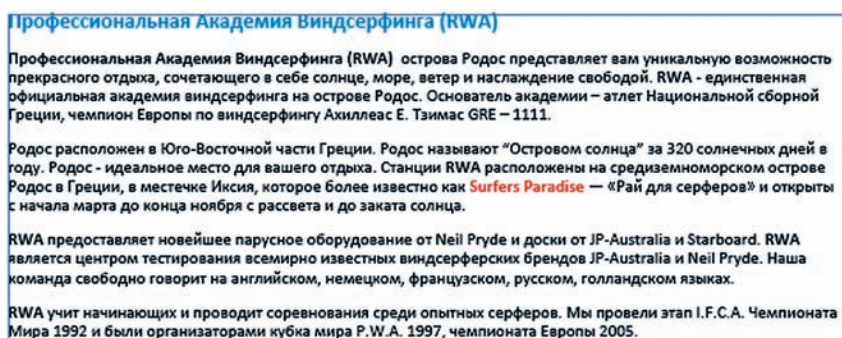 Профессиональная Академия Виндсерфинга (RWA)
Профессиональная Академия Виндсерфинга (RWA) острова Родос представляет вам уникальную возможность
прекрасного отдыха, сочетающего в себе солнце, море, ветер и наслаждение свободой. RWA - единственная
официальная академия виндсерфинга на острове Родос. Основатель академии – атлет Национальной сборной
Греции, чемпион Европы по виндсерфингу Ахиллеас Е. Тзимас GRE – 1111.
Родос расположен в Юго-Восточной части Греции. Родос называют “Островом солнца” за 320 солнечных дней в
году. Родос - идеальное место для вашего отдыха. Станции RWA расположены на средиземноморском острове
Родос в Греции, в местечке Иксия, которое более известно как Surfers Paradise — «Рай для серферов» и открыты
с начала марта до конца ноября с рассвета и до заката солнца.
RWA предоставляет новейшее парусное оборудование от Neil Pryde и доски от JP-Australia и Starboard. RWA
является центром тестирования всемирно известных виндсерферских брендов JP-Australia и Neil Pryde. Наша
команда свободно говорит на английском, немецком, французском, русском, голландском языках.
RWA учит начинающих и проводит соревнования среди опытных серферов. Мы провели этап I.F.C.A. Чемпионата
Мира 1992 и были организаторами кубка мира P.W.A. 1997, чемпионата Европы 2005.